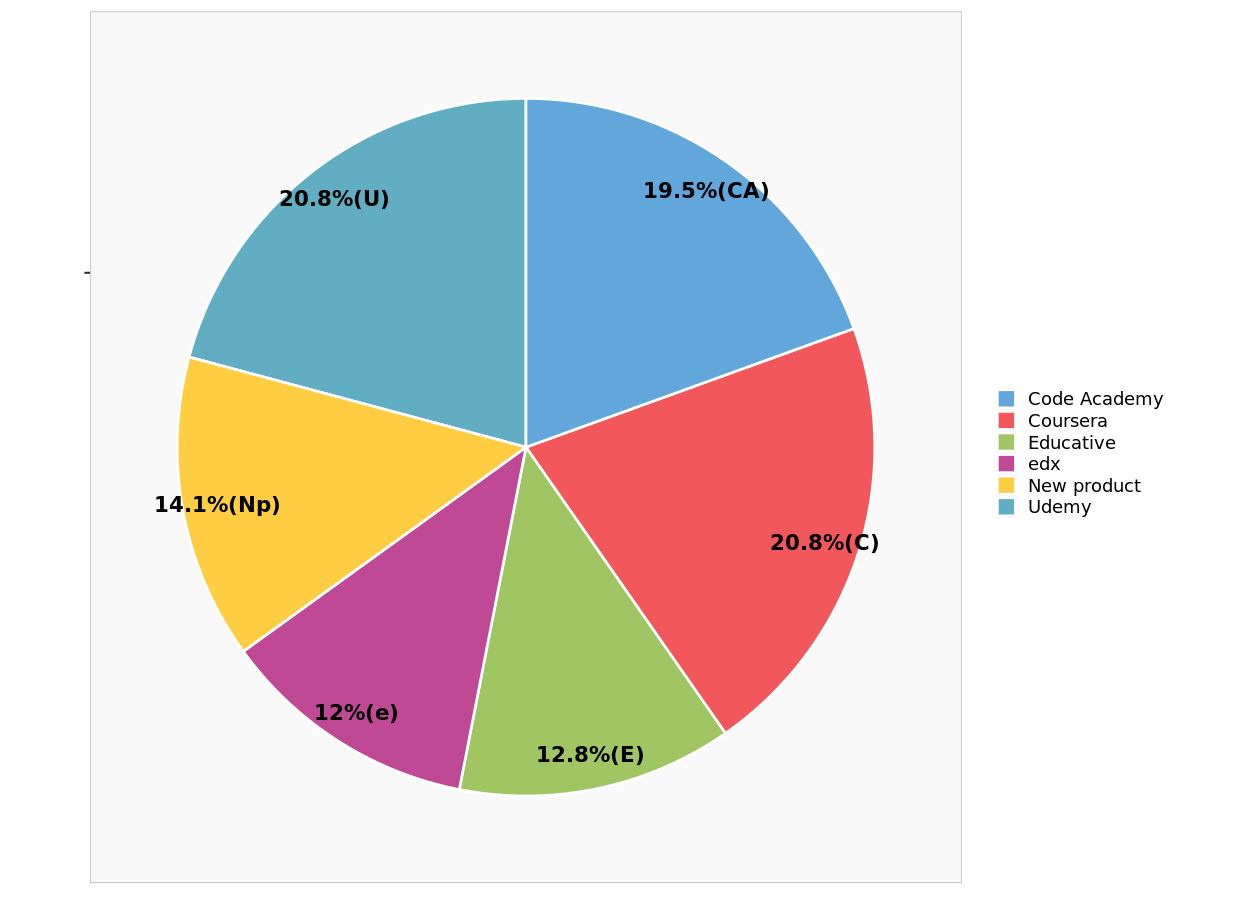 20.8%(U)
19.5%(CA)
14.1%(Np)
20.8%(C)
12%(e)
12.8%(E)
Code Academy
Coursera
Educative
edx
New product
Udemy